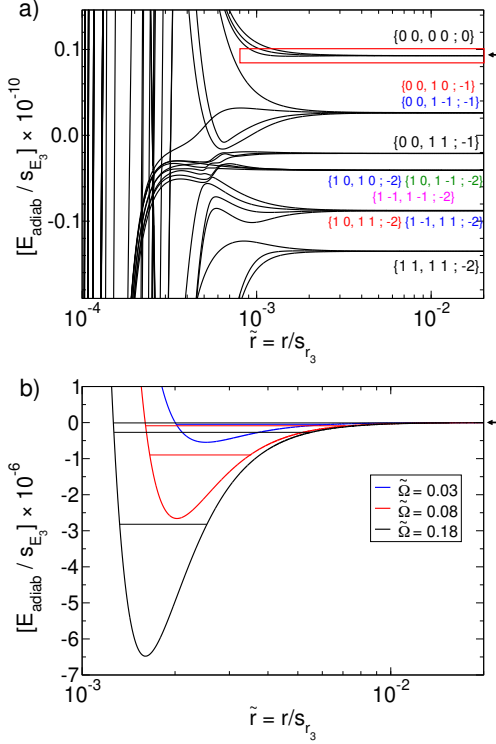 a)
0.1
0.0
-0.1
[E_adiab / s_E_3] × 10^-10
{0 0, 0 0 ; 0}
{0 0, 1 0 ; -1}
{0 0, 1 -1 ; -1}
{0 0, 1 1 ; -1}
{1 0, 1 0 ; -2} {1 0, 1 -1 ; -2}
{1 -1, 1 -1 ; -2}
{1 0, 1 1 ; -2} {1 -1, 1 1 ; -2}
{1 1, 1 1 ; -2}
10^-4 10^-3 10^-2
r̃ = r/s_r_3
b)
1
0
-1
-2
-3
-4
-5
-6
-7
[E_adiab / s_E_3] × 10^-6
Ω̃ = 0.03
Ω̃ = 0.08
Ω̃ = 0.18
10^-3 10^-2
r̃ = r/s_r_3